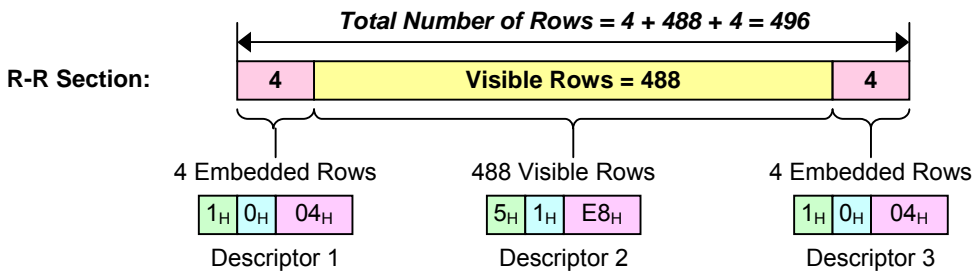 Total Number of Rows = 4 + 488 + 4 = 496
R-R Section:
4 Visible Rows = 488 4
4 Embedded Rows 488 Visible Rows 4 Embedded Rows
1H 0H 04H 5H 1H E8H 1H 0H 04H
Descriptor 1 Descriptor 2 Descriptor 3